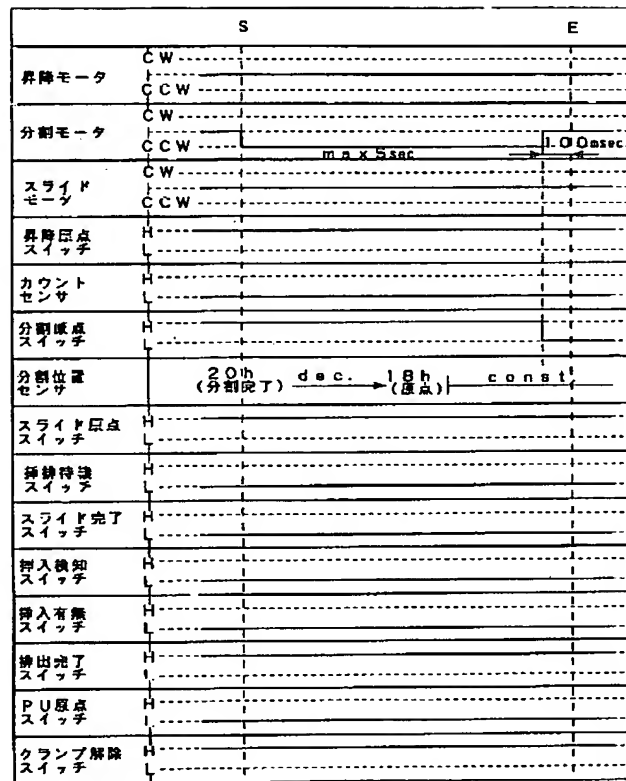 S E
昇降モータ CW
CCW
分割モータ CW
CCW max5sec 100msec
スライド
モータ CW
CCW
昇降原点
スイッチ H
L
カウント
センサ H
L
分割原点
スイッチ H
L
分割位置
センサ 20h dec. 18h const
(分割完了) (原点)
スライド原点
スイッチ H
L
挿排待機
スイッチ H
L
スライド完了
スイッチ H
L
挿入検知
スイッチ H
L
挿入有無
スイッチ H
L
排出完了
スイッチ H
L
PU原点
スイッチ H
L
クランプ解除
スイッチ H
L